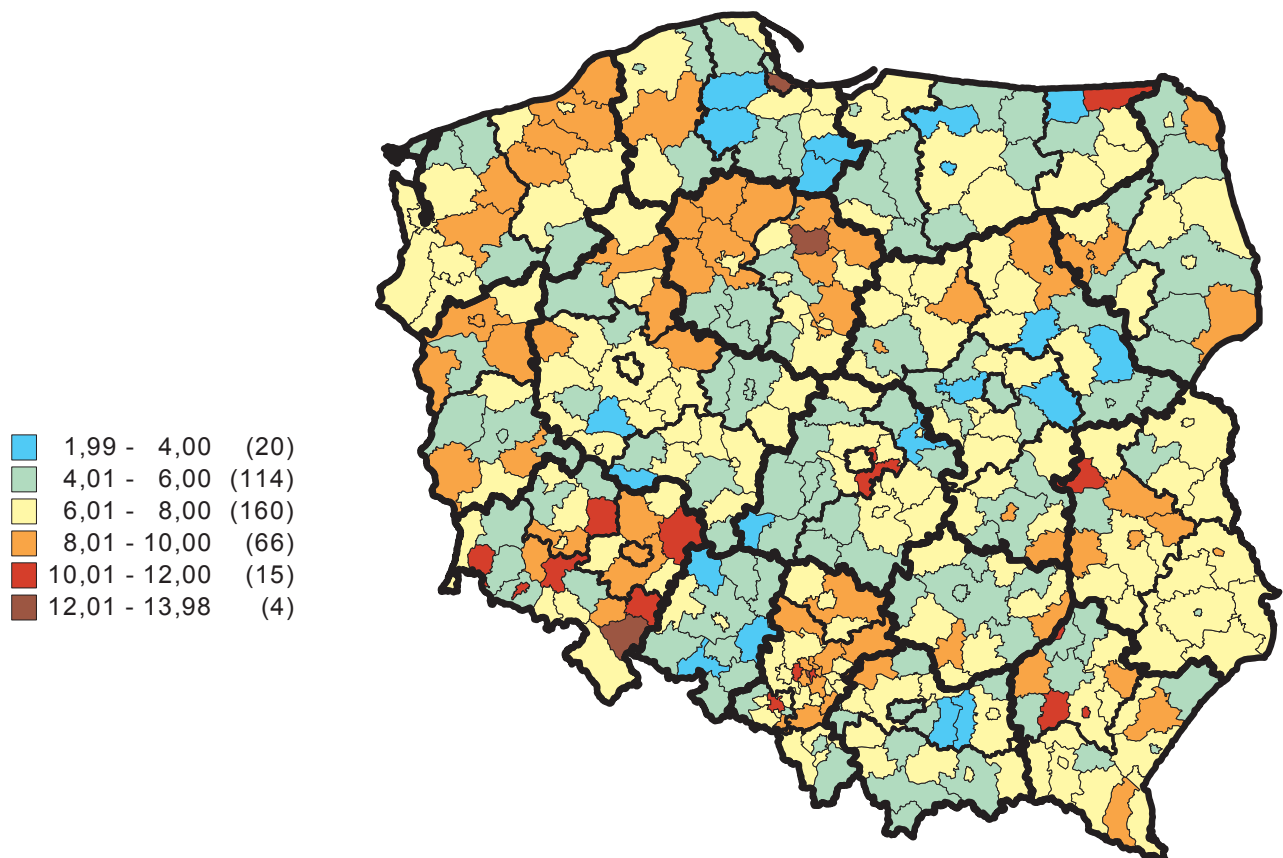 1,99 - 4,00 (20)
4,01 - 6,00 (114)
6,01 - 8,00 (160)
8,01 - 10,00 (66)
10,01 - 12,00 (15)
12,01 - 13,98 (4)